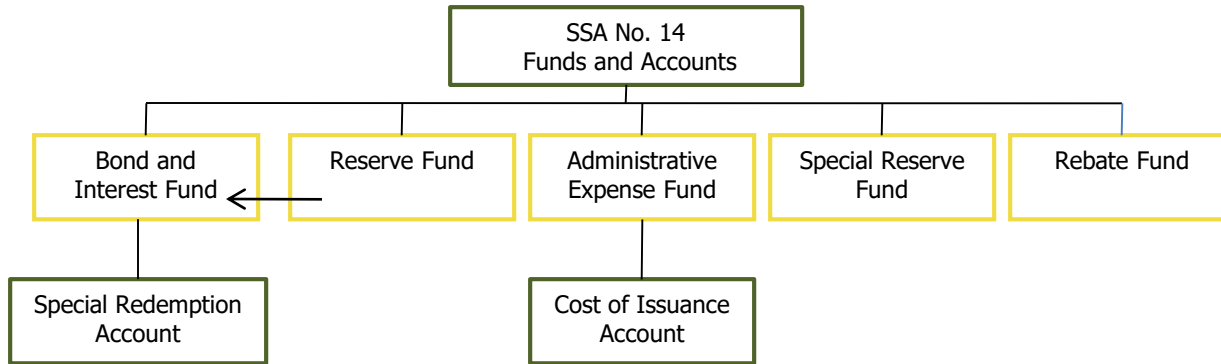 SSA No. 14
Funds and Accounts
Bond and
Interest Fund
Reserve Fund
Administrative
Expense Fund
Special Reserve
Fund
Rebate Fund
Special Redemption
Account
Cost of Issuance
Account